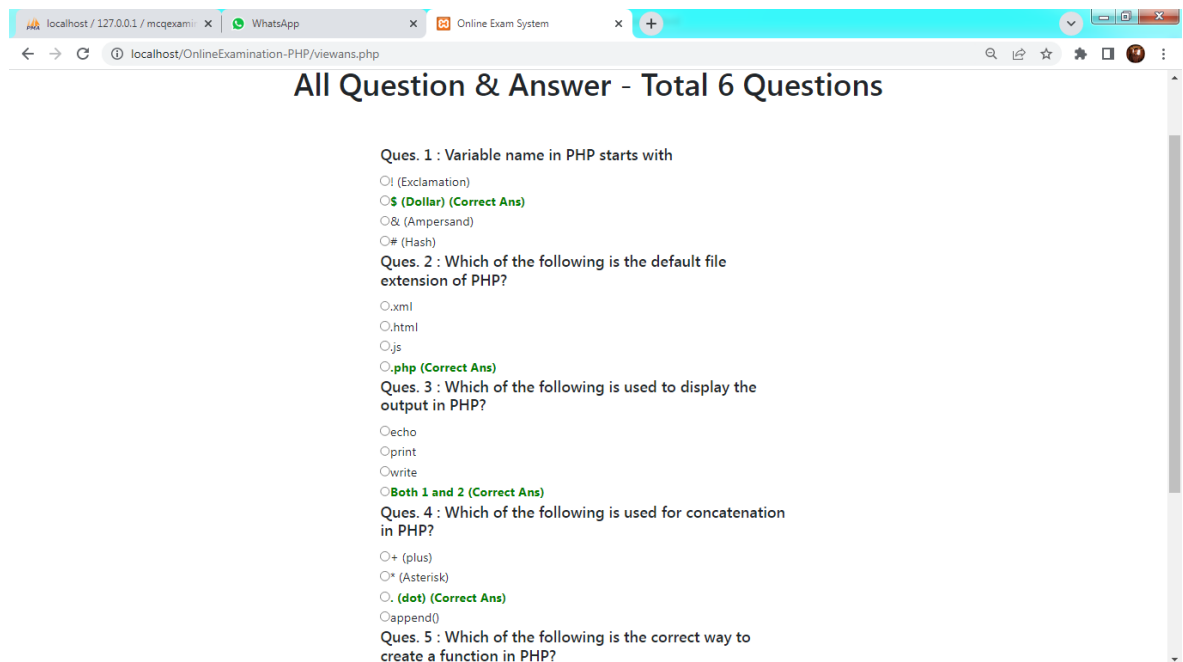 localhost / 127.0.0.1 / mcqexamin
WhatsApp
Online Exam System
localhost/OnlineExamination-PHP/viewans.php
All Question & Answer - Total 6 Questions
Ques. 1 : Variable name in PHP starts with
! (Exclamation)
$ (Dollar) (Correct Ans)
& (Ampersand)
# (Hash)
Ques. 2 : Which of the following is the default file
extension of PHP?
.xml
.html
.js
.php (Correct Ans)
Ques. 3 : Which of the following is used to display the
output in PHP?
echo
print
write
Both 1 and 2 (Correct Ans)
Ques. 4 : Which of the following is used for concatenation
in PHP?
+ (plus)
* (Asterisk)
. (dot) (Correct Ans)
append()
Ques. 5 : Which of the following is the correct way to
create a function in PHP?